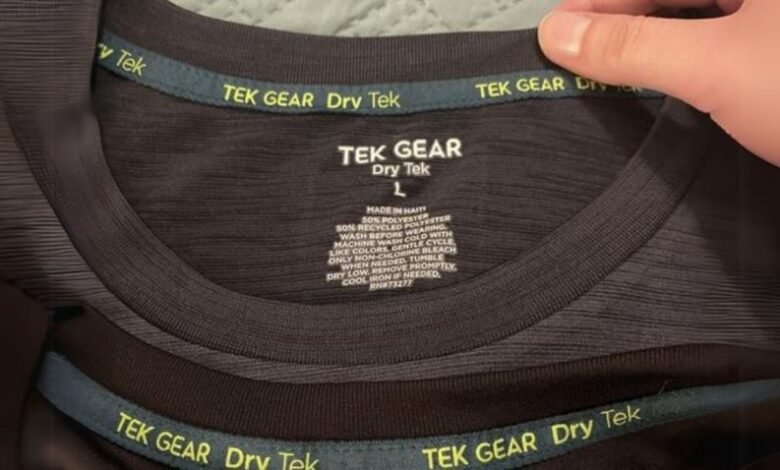 y Tek
TEK GEAR Dry Tek
TEK GEAR Dry Tek
TEK GEAR
Dry Tek
L
MADE IN HAITI
50% POLYESTER
50% RECYCLED POLYESTER
WASH BEFORE WEARING.
MACHINE WASH COLD WITH
LIKE COLORS, GENTLE CYCLE.
ONLY NON-CHLORINE BLEACH
WHEN NEEDED. TUMBLE
DRY LOW. REMOVE PROMPTLY.
COOL IRON IF NEEDED.
RN#73277
TEK GEAR Dry Tek
TEK GEAR Dry Tek